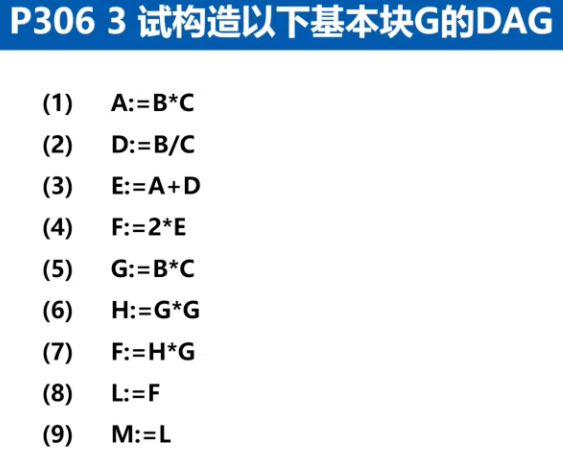 P306 3 试构造以下基本块G的DAG
(1) A:=B*C
(2) D:=B/C
(3) E:=A+D
(4) F:=2*E
(5) G:=B*C
(6) H:=G*G
(7) F:=H*G
(8) L:=F
(9) M:=L